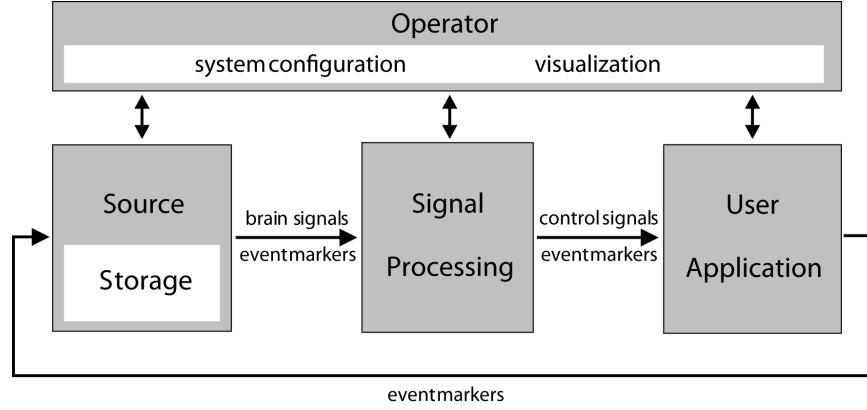 Operator
system configuration visualization
Source
Storage
brain signals
eventmarkers
Signal
Processing
control signals
eventmarkers
User
Application
eventmarkers